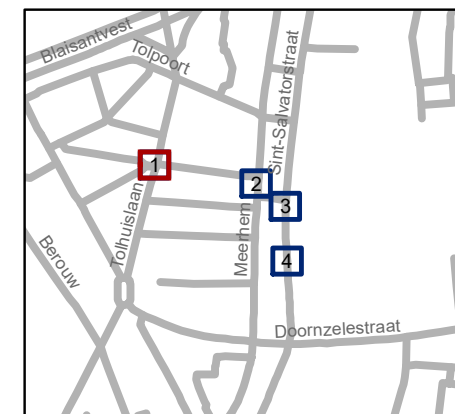 Blaisantvest
Tolpoort
Sint-Salvatorstraat
1
2
3
Tolhuislaan
Meerhem
Berouw
4
Doornzelestraat